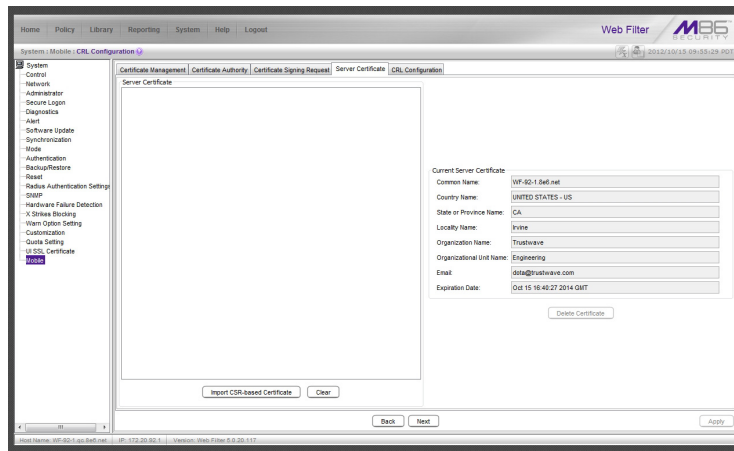 Home Policy Library Reporting System Help Logout
Web Filter M86 SECURITY
System : Mobile : CRL Configuration
2012/10/15 09:55:29 PDT
System
Control
Network
Administrator
Secure Logon
Diagnostics
Alert
Software Update
Synchronization
Mode
Authentication
Backup/Restore
Reset
Radius Authentication Settings
SNMP
Hardware Failure Detection
X Strikes Blocking
Warn Option Setting
Customization
Quota Setting
UI SSL Certificate
Mobile
Certificate Management Certificate Authority Certificate Signing Request Server Certificate CRL Configuration
Server Certificate
Current Server Certificate
Common Name: WF-92-1.8e6.net
Country Name: UNITED STATES - US
State or Province Name: CA
Locality Name: Irvine
Organization Name: Trustwave
Organizational Unit Name: Engineering
Email: dota@trustwave.com
Expiration Date: Oct 15 16:40:27 2014 GMT
Delete Certificate
Import CSR-based Certificate Clear
Back Next Apply
Host Name: WF-92-1.qc.8e6.net IP: 172.20.92.1 Version: Web Filter 5.0.20.117